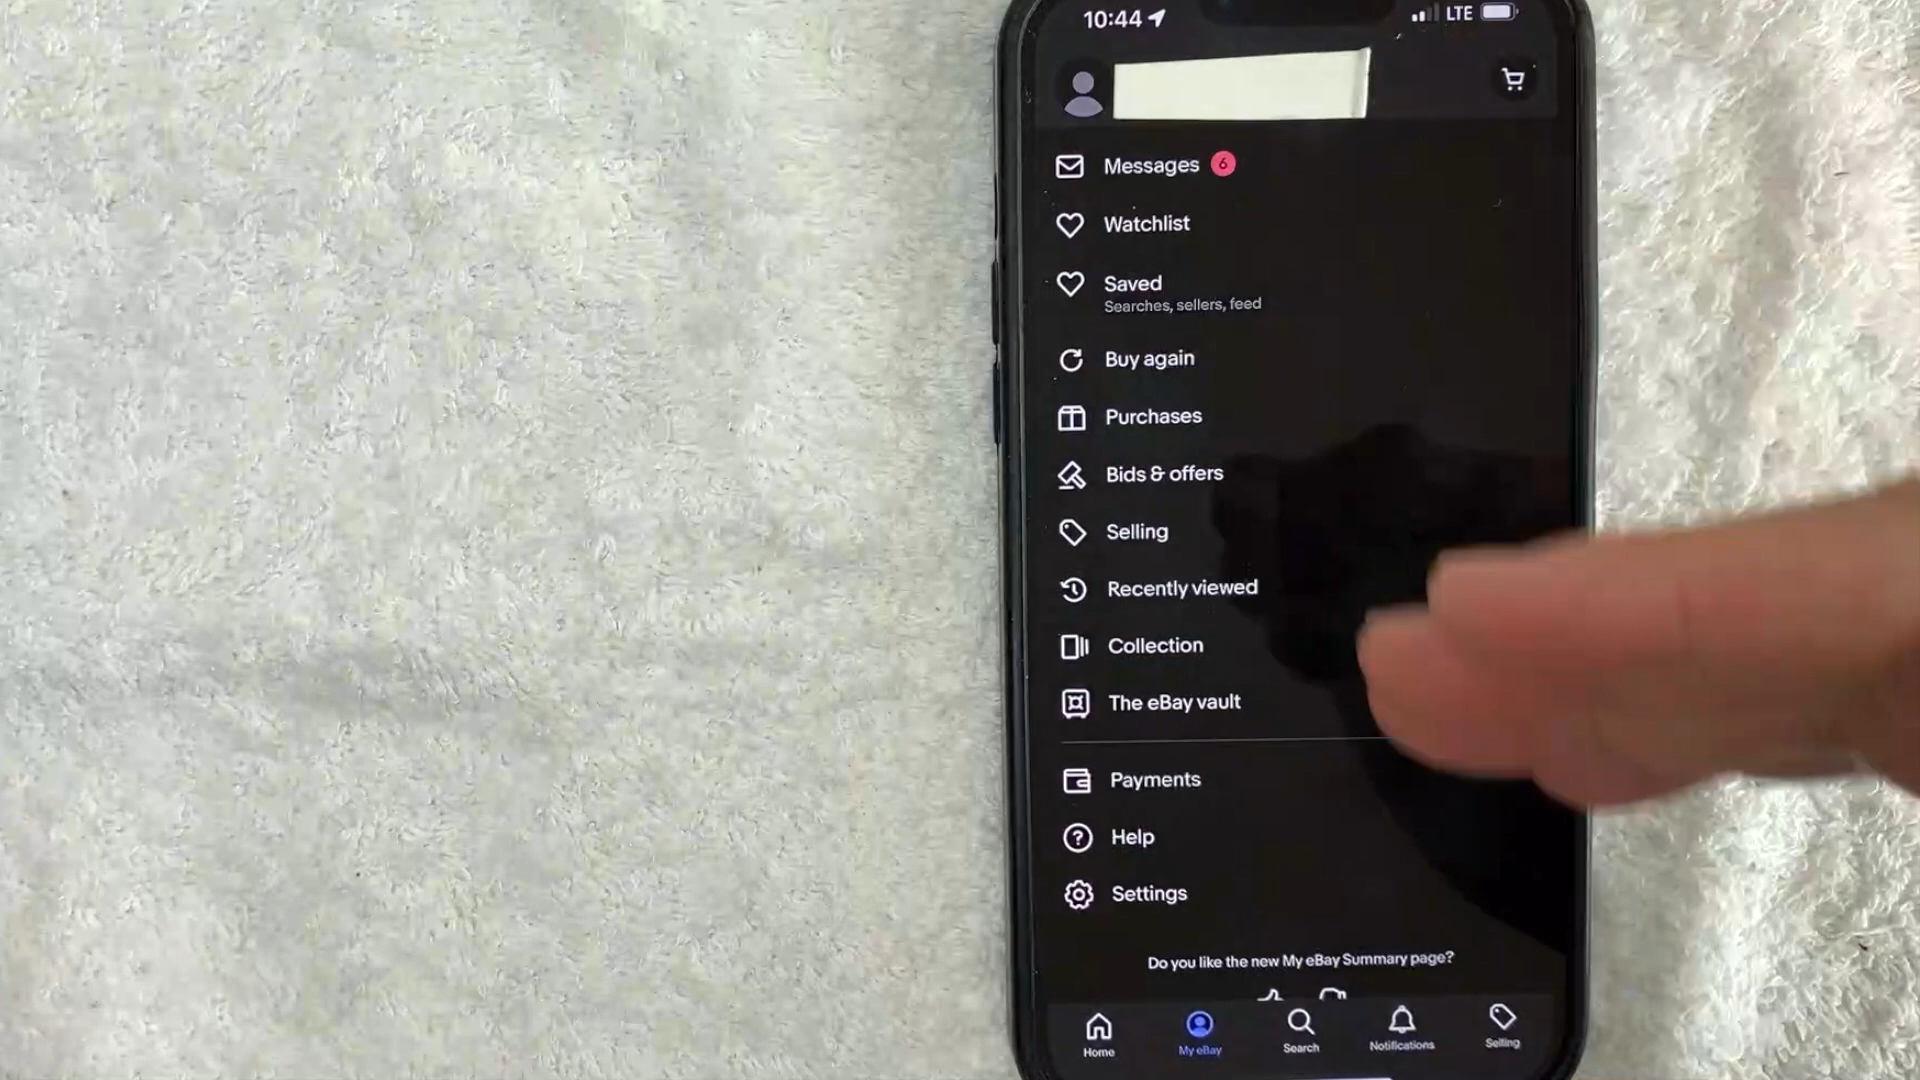 10:44 LTE
Messages 6
Watchlist
Saved
Searches, sellers, feed
Buy again
Purchases
Bids & offers
Selling
Recently viewed
Collection
The eBay vault
Payments
Help
Settings
Do you like the new My eBay Summary page?
Home My eBay Search Notifications Selling